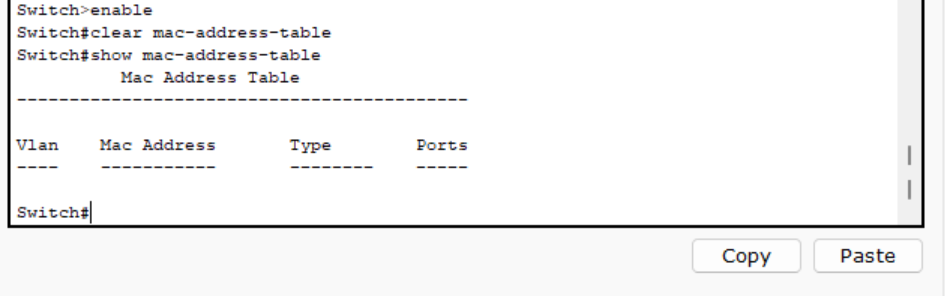 Switch>enable
Switch#clear mac-address-table
Switch#show mac-address-table
          Mac Address Table
-------------------------------------------

Vlan    Mac Address       Type        Ports
----    -----------       --------    -----

Switch#
Copy Paste